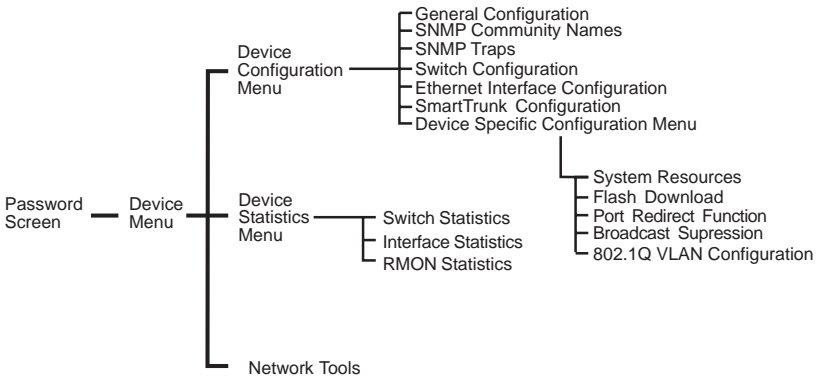 Password
Screen
Device
Menu
Device
Configuration
Menu
General Configuration
SNMP Community Names
SNMP Traps
Switch Configuration
Ethernet Interface Configuration
SmartTrunk Configuration
Device Specific Configuration Menu
System Resources
Flash Download
Port Redirect Function
Broadcast Supression
802.1Q VLAN Configuration
Device
Statistics
Menu
Switch Statistics
Interface Statistics
RMON Statistics
Network Tools